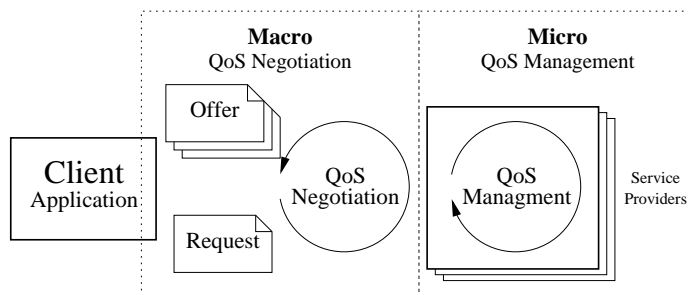 Macro
QoS Negotiation
Micro
QoS Management
Offer
Client
Application
QoS
Negotiation
Request
QoS
Managment
Service
Providers